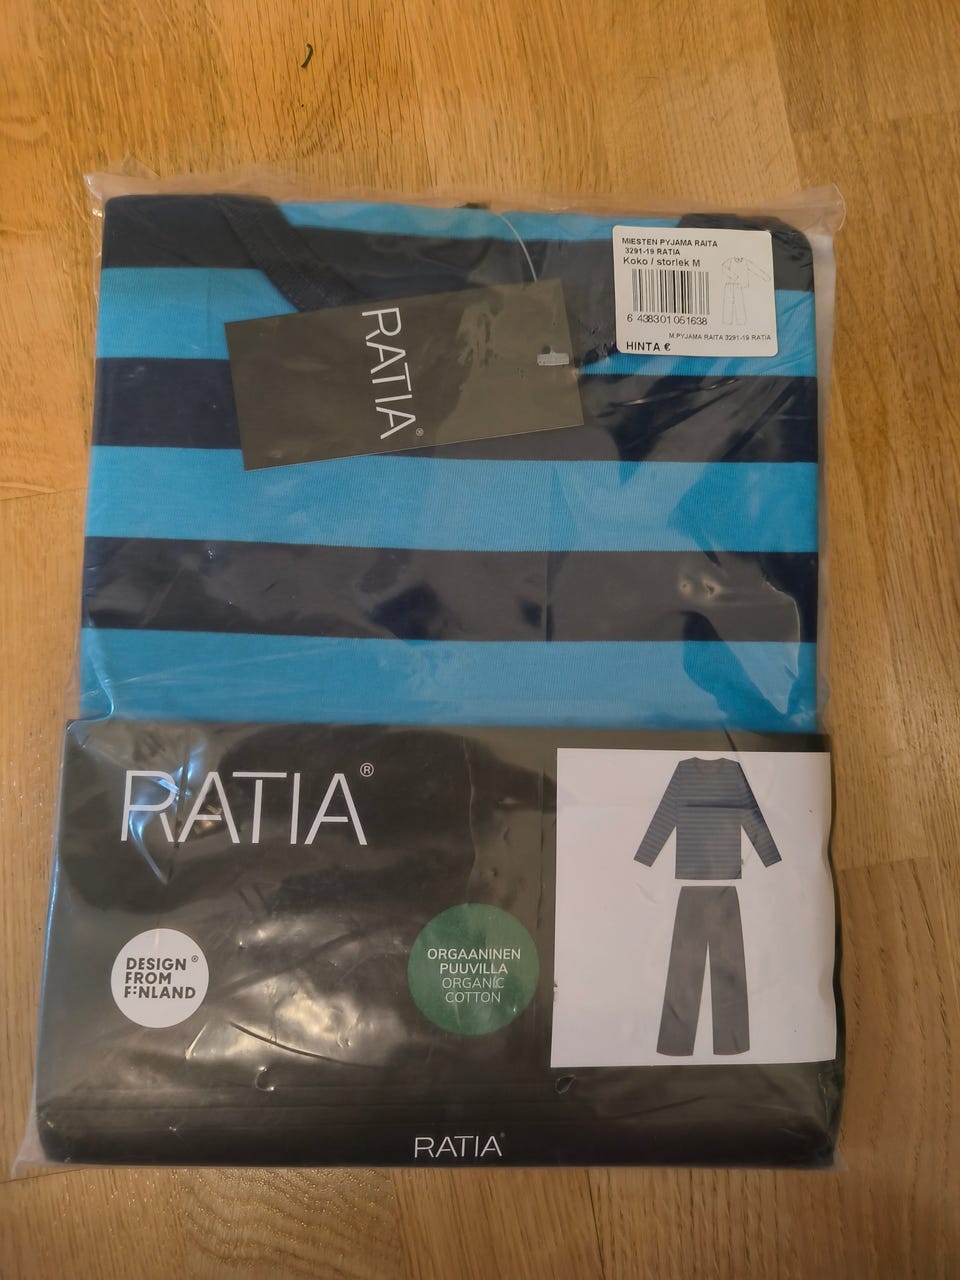 MIESTEN PYJAMA RAITA
3291-19 RATIA
Koko / storlek M
6 438301 051638
M.PYJAMA RAITA 3291-19 RATIA
HINTA €
RATIA®
RATIA®
DESIGN®
FROM
F:NLAND
ORGAANINEN
PUUVILLA
ORGANIC
COTTON
RATIA®